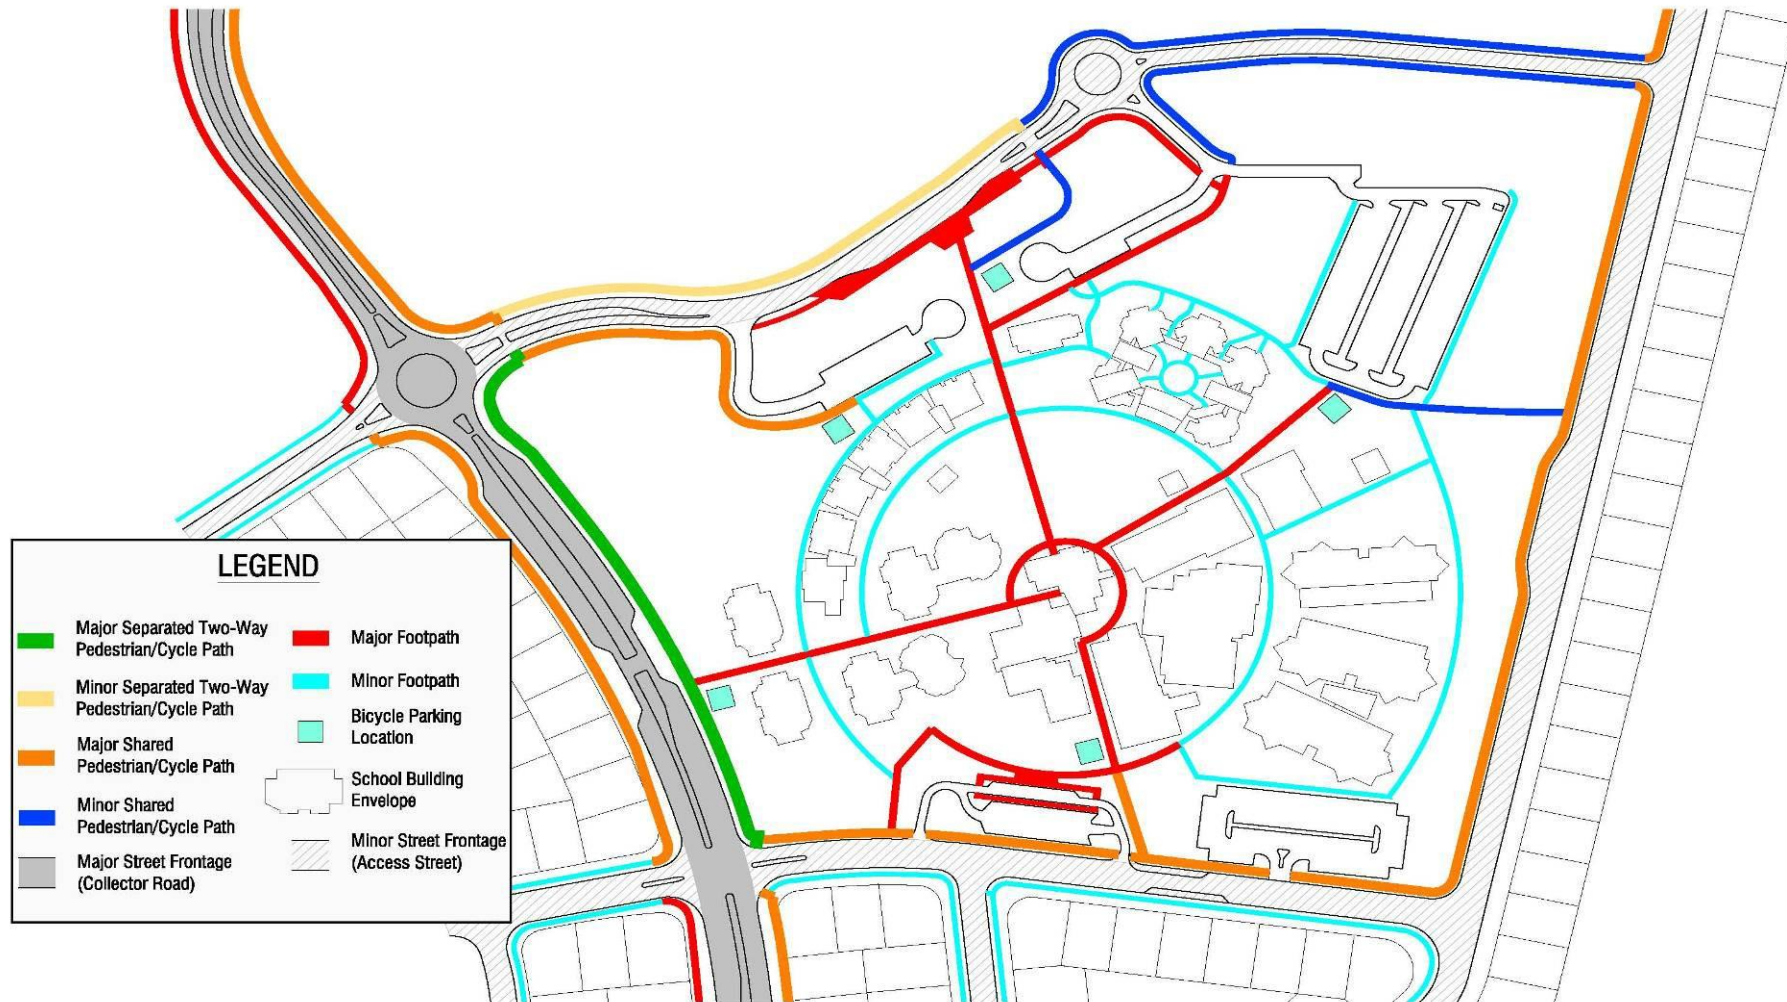 LEGEND
Major Separated Two-Way
Pedestrian/Cycle Path
Minor Separated Two-Way
Pedestrian/Cycle Path
Major Shared
Pedestrian/Cycle Path
Minor Shared
Pedestrian/Cycle Path
Major Street Frontage
(Collector Road)
Major Footpath
Minor Footpath
Bicycle Parking
Location
School Building
Envelope
Minor Street Frontage
(Access Street)